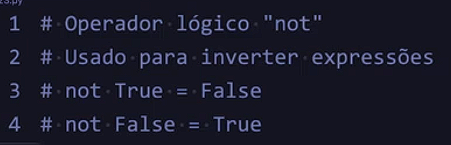 1 # Operador lógico "not"
2 # Usado para inverter expressões
3 # not True = False
4 # not False = True